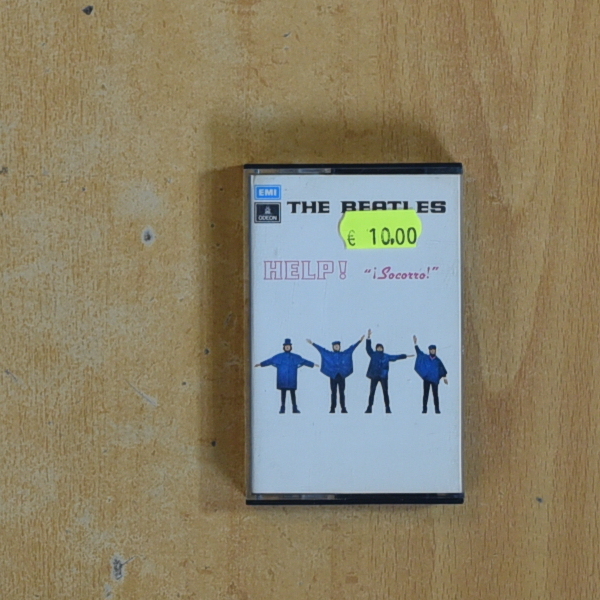 EMI
ODEON
THE BEATLES
€ 10.00
HELP! "¡Socorro!"